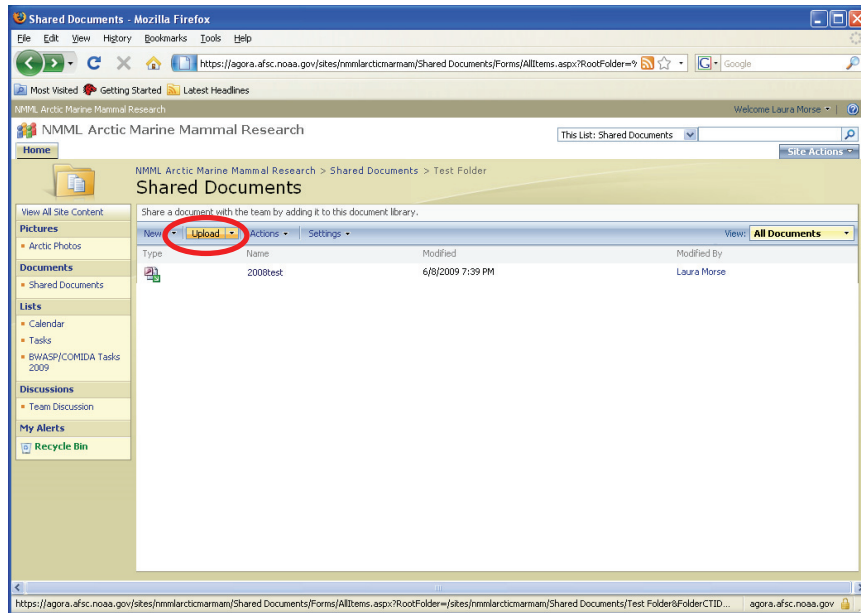 Shared Documents - Mozilla Firefox
File Edit View History Bookmarks Tools Help
https://agora.afsc.noaa.gov/sites/nmmlarcticmarmam/Shared Documents/Forms/AllItems.aspx?RootFolder=% G Google
Most Visited Getting Started Latest Headlines
NMML Arctic Marine Mammal Research Welcome Laura Morse
NMML Arctic Marine Mammal Research This List: Shared Documents
Home Site Actions
NMML Arctic Marine Mammal Research > Shared Documents > Test Folder
Shared Documents
View All Site Content Share a document with the team by adding it to this document library.
Pictures New Upload Actions Settings View: All Documents
Arctic Photos Type Name Modified Modified By
Documents 2008test 6/8/2009 7:39 PM Laura Morse
Shared Documents
Lists
Calendar
Tasks
BWASP/COMIDA Tasks
2009
Discussions
Team Discussion
My Alerts
Recycle Bin
https://agora.afsc.noaa.gov/sites/nmmlarcticmarmam/Shared Documents/Forms/AllItems.aspx?RootFolder=/sites/nmmlarcticmarmam/Shared Documents/Test Folder&FolderCTID... agora.afsc.noaa.gov